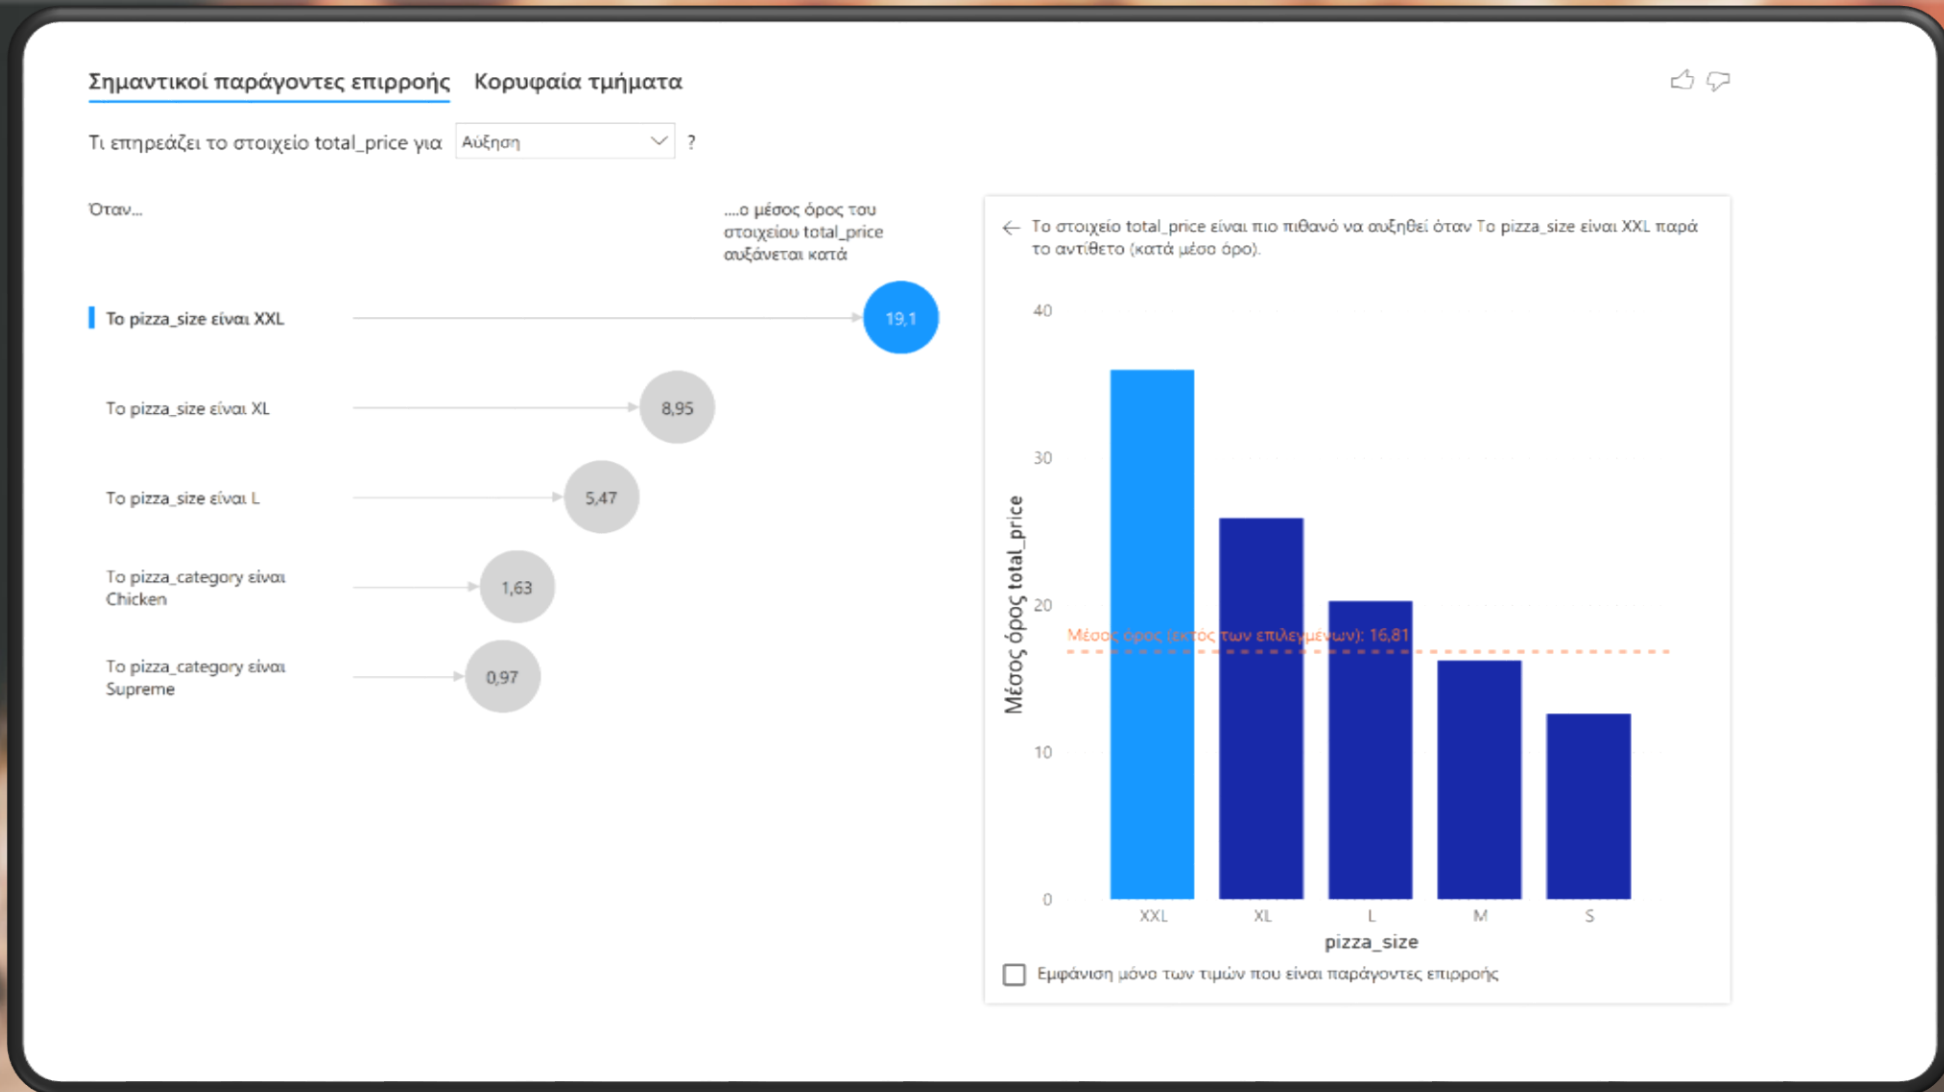 Σημαντικοί παράγοντες επιρροής Κορυφαία τμήματα
Τι επηρεάζει το στοιχείο total_price για Αύξηση ?
Όταν...
....ο μέσος όρος του
στοιχείου total_price
αυξάνεται κατά
Το pizza_size είναι XXL
19,1
Το pizza_size είναι XL
8,95
Το pizza_size είναι L
5,47
Το pizza_category είναι
Chicken
1,63
Το pizza_category είναι
Supreme
0,97
Το στοιχείο total_price είναι πιο πιθανό να αυξηθεί όταν Το pizza_size είναι XXL παρά
το αντίθετο (κατά μέσο όρο).
40
30
20
10
0
Μέσος όρος total_price
Μέσος όρος (εκτός των επιλεγμένων): 16,81
XXL XL L M S
pizza_size
Εμφάνιση μόνο των τιμών που είναι παράγοντες επιρροής